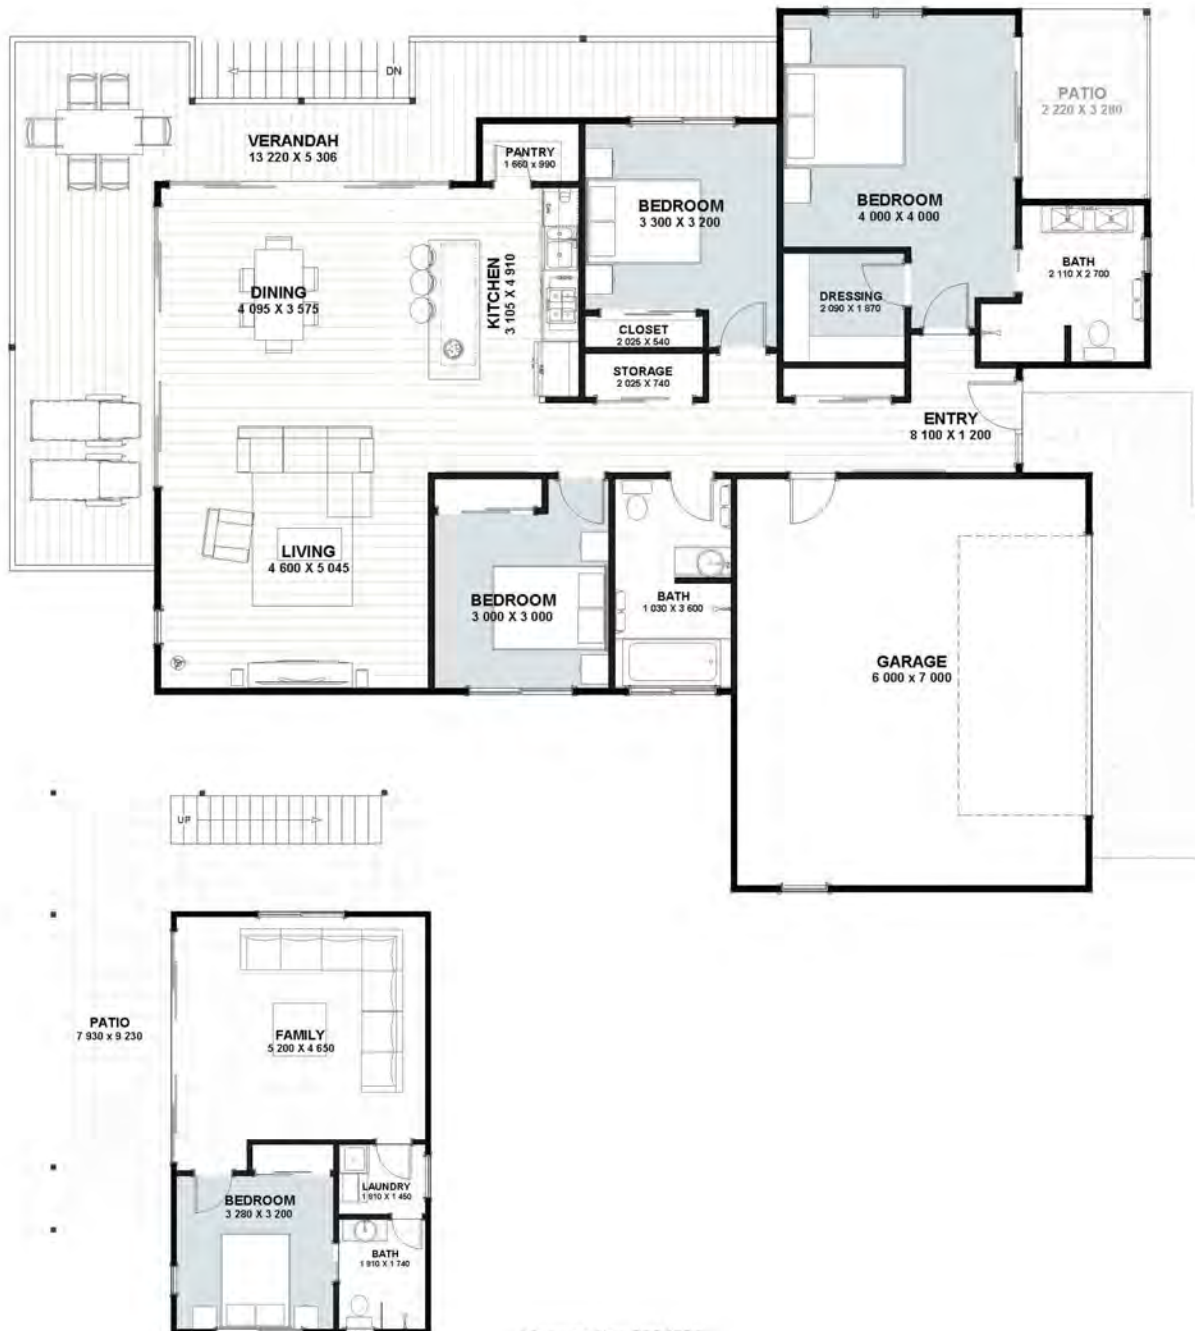 DN
VERANDAH
13 220 X 5 306
PATIO
2 220 X 3 280
PANTRY
1 660 x 990
BEDROOM
3 300 X 3 200
BEDROOM
4 000 X 4 000
BATH
2 110 X 2 700
DINING
4 095 X 3 575
KITCHEN
3 105 X 4 910
DRESSING
2 090 X 1 870
CLOSET
2 025 X 540
STORAGE
2 025 X 740
ENTRY
8 100 X 1 200
LIVING
4 600 X 5 045
BEDROOM
3 000 X 3 000
BATH
1 030 X 3 600
GARAGE
6 000 x 7 000
UP
PATIO
7 930 x 9 230
FAMILY
5 200 X 4 650
LAUNDRY
1 910 X 1 450
BEDROOM
3 280 X 3 200
BATH
1 910 X 1 740